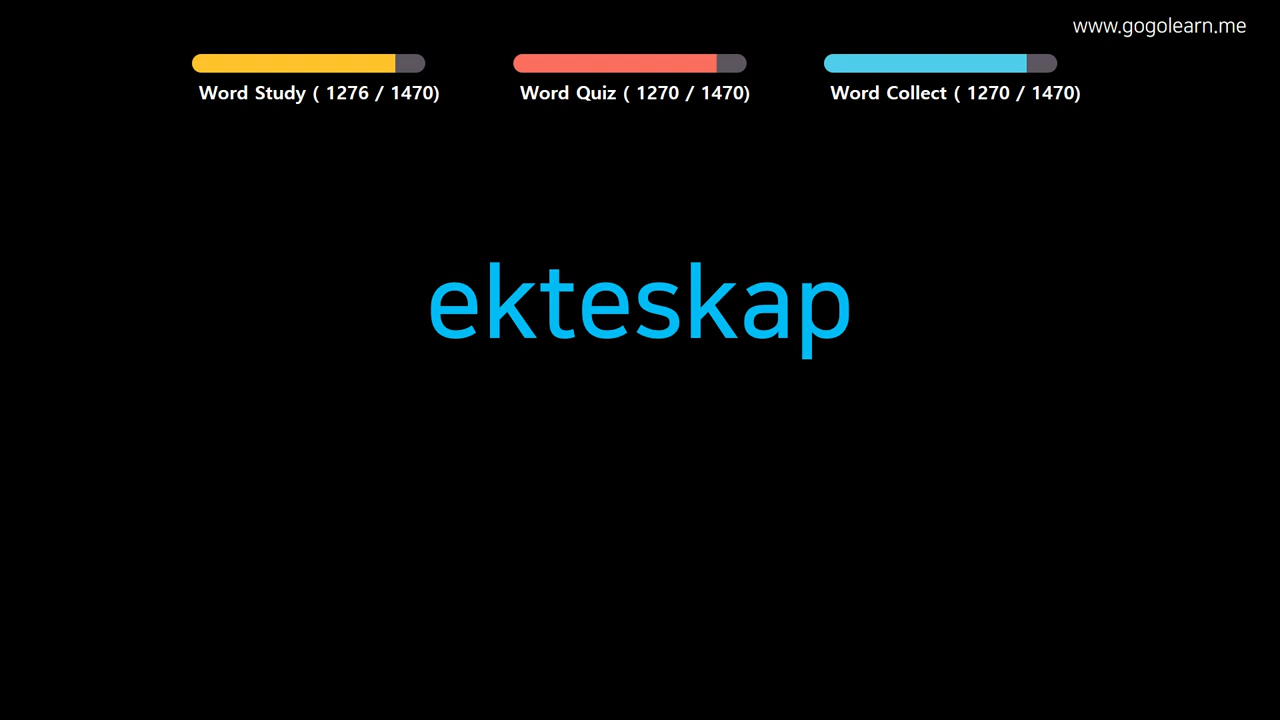 www.gogolearn.me
Word Study ( 1276 / 1470)
Word Quiz ( 1270 / 1470)
Word Collect ( 1270 / 1470)
ekteskap